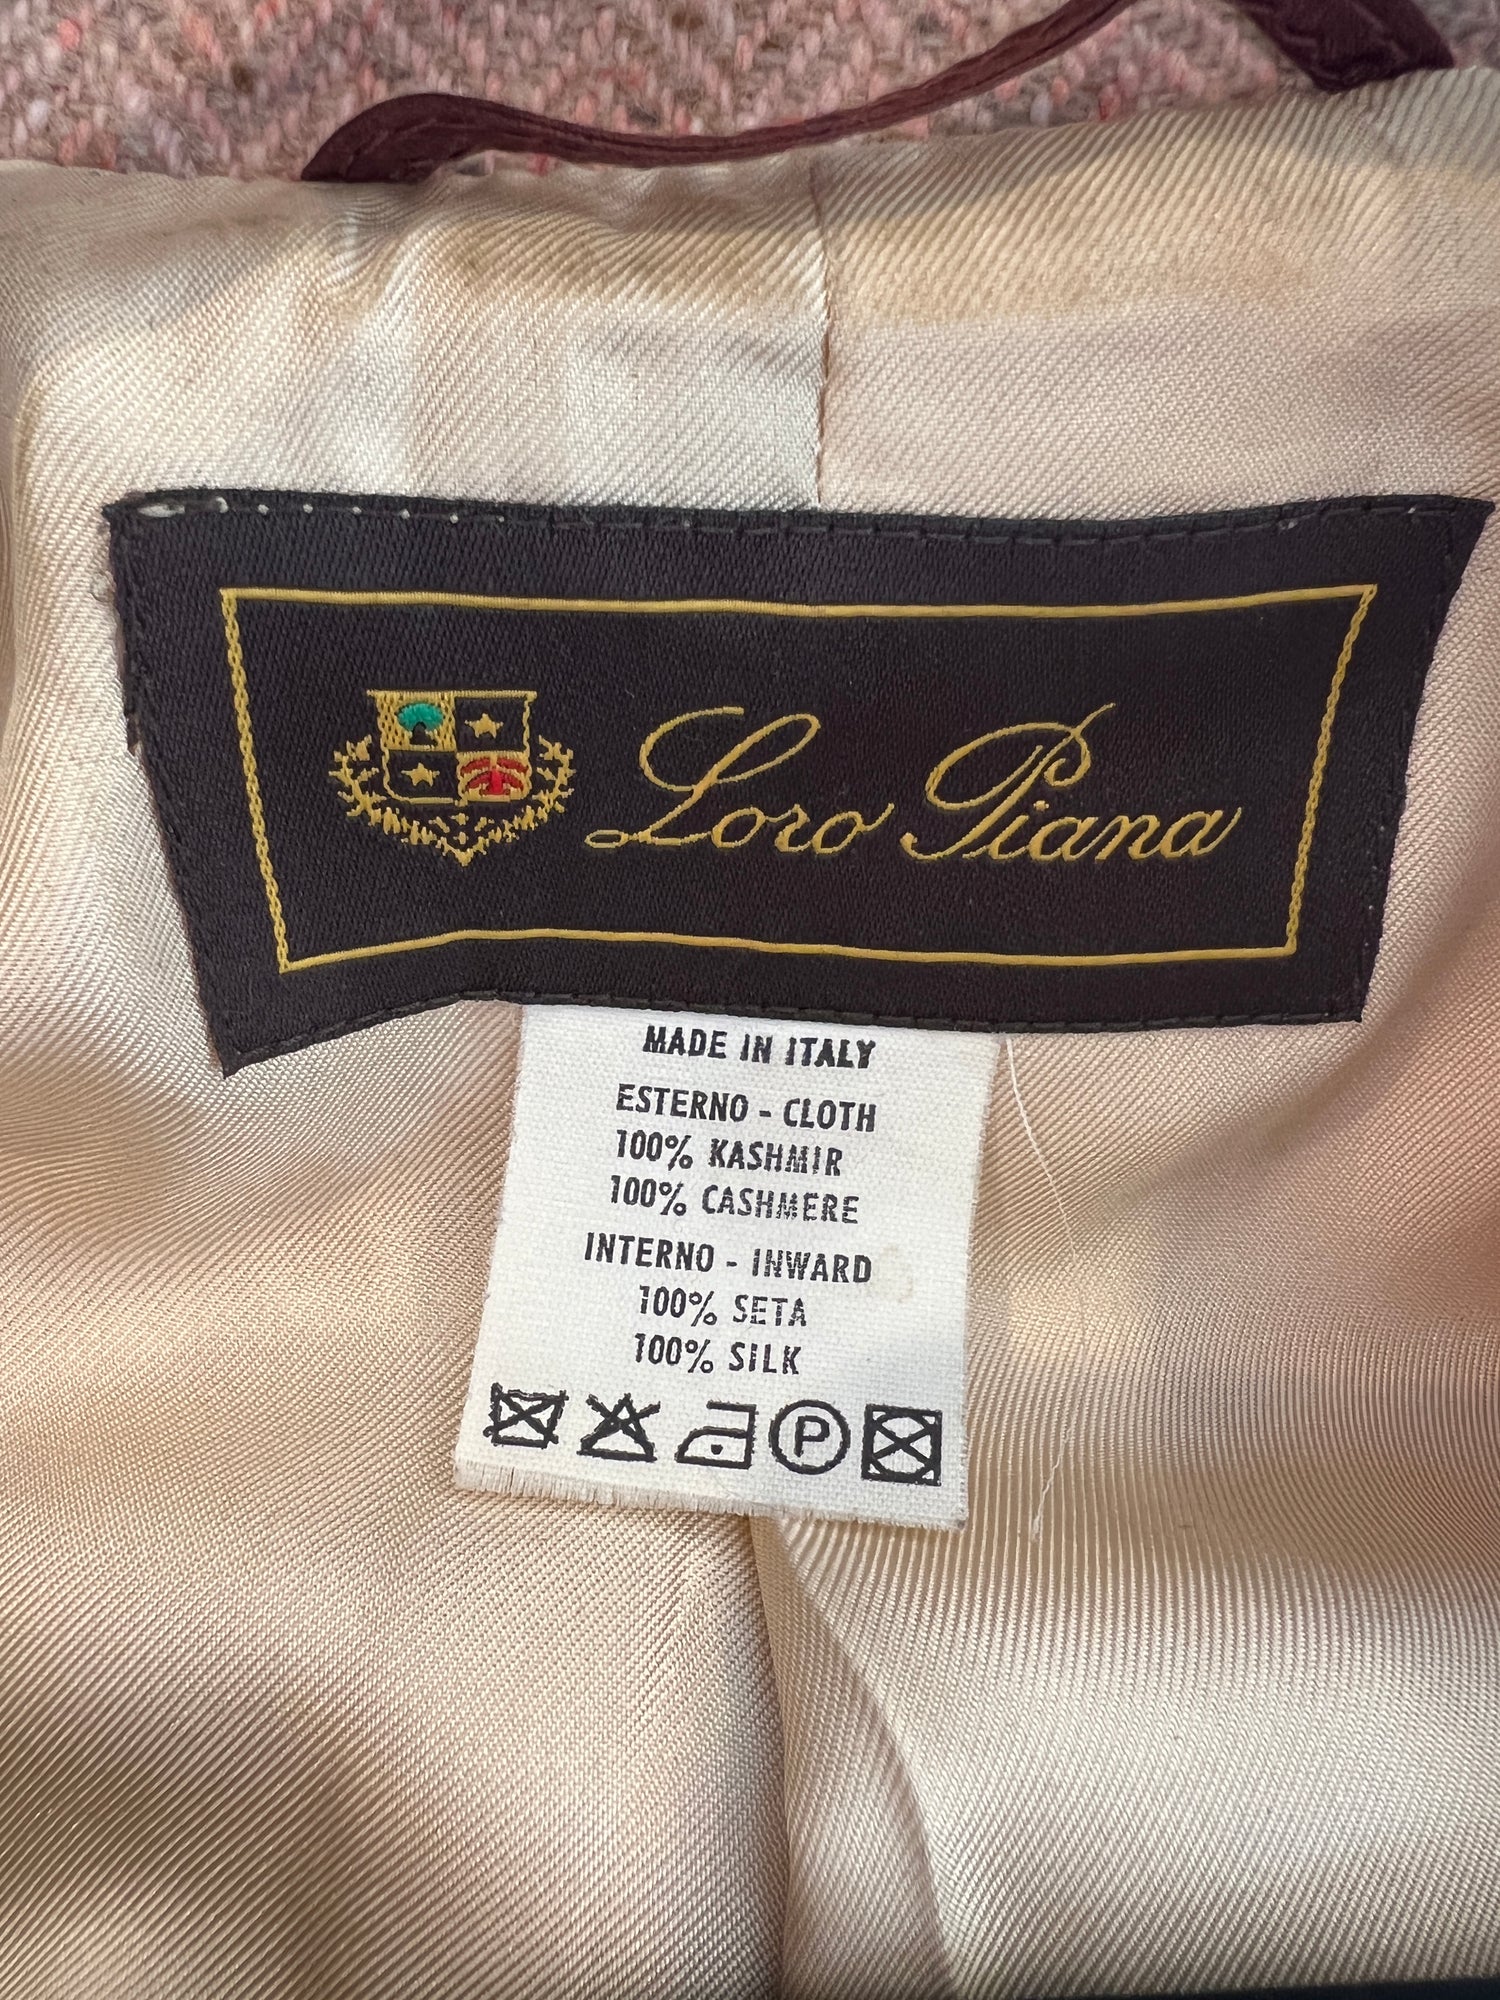 Loro Piana
MADE IN ITALY
ESTERNO - CLOTH
100% KASHMIR
100% CASHMERE
INTERNO - INWARD
100% SETA
100% SILK
P